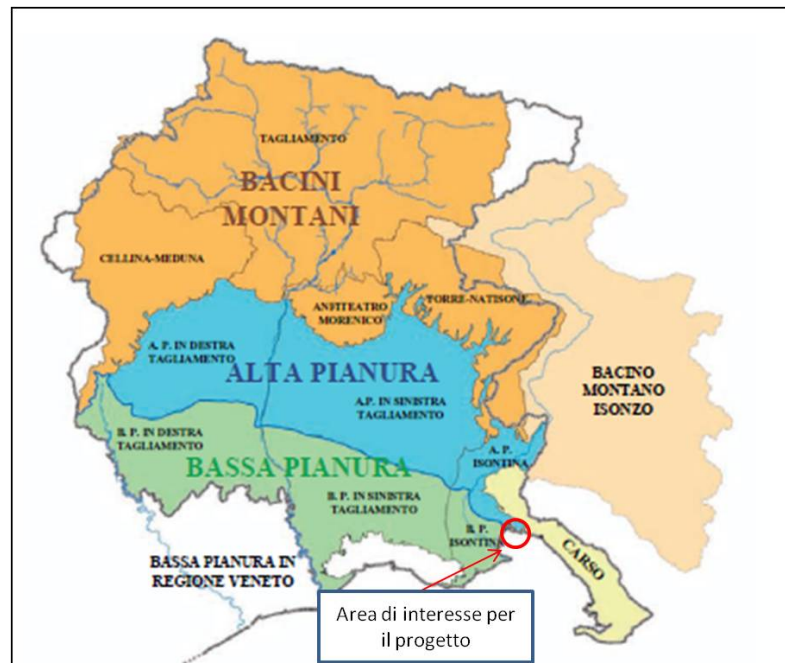 TAGLIAMENTO
BACINI
MONTANI
CELLINA-MEDUNA
ANFITEATRO
MORENICO
TORRE-NATISONE
BACINO
MONTANO
ISONZO
A. P. IN DESTRA
TAGLIAMENTO
ALTA PIANURA
A.P. IN SINISTRA
TAGLIAMENTO
A. P.
ISONTINA
B. P. IN DESTRA
TAGLIAMENTO
BASSA PIANURA
B. P. IN SINISTRA
TAGLIAMENTO
B. P.
ISONTINA
CARSO
BASSA PIANURA IN
REGIONE VENETO
Area di interesse per
il progetto